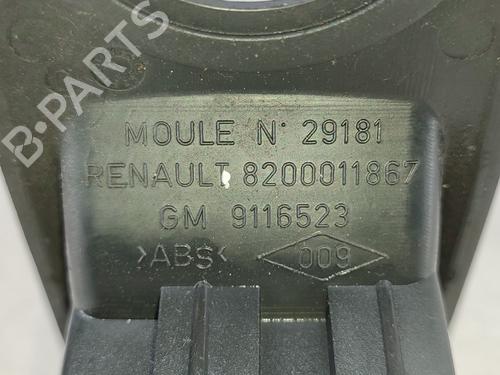 B-PARTS
MOULE N° 29181
RENAULT 8200011867
GM 9116523
>ABS< 009